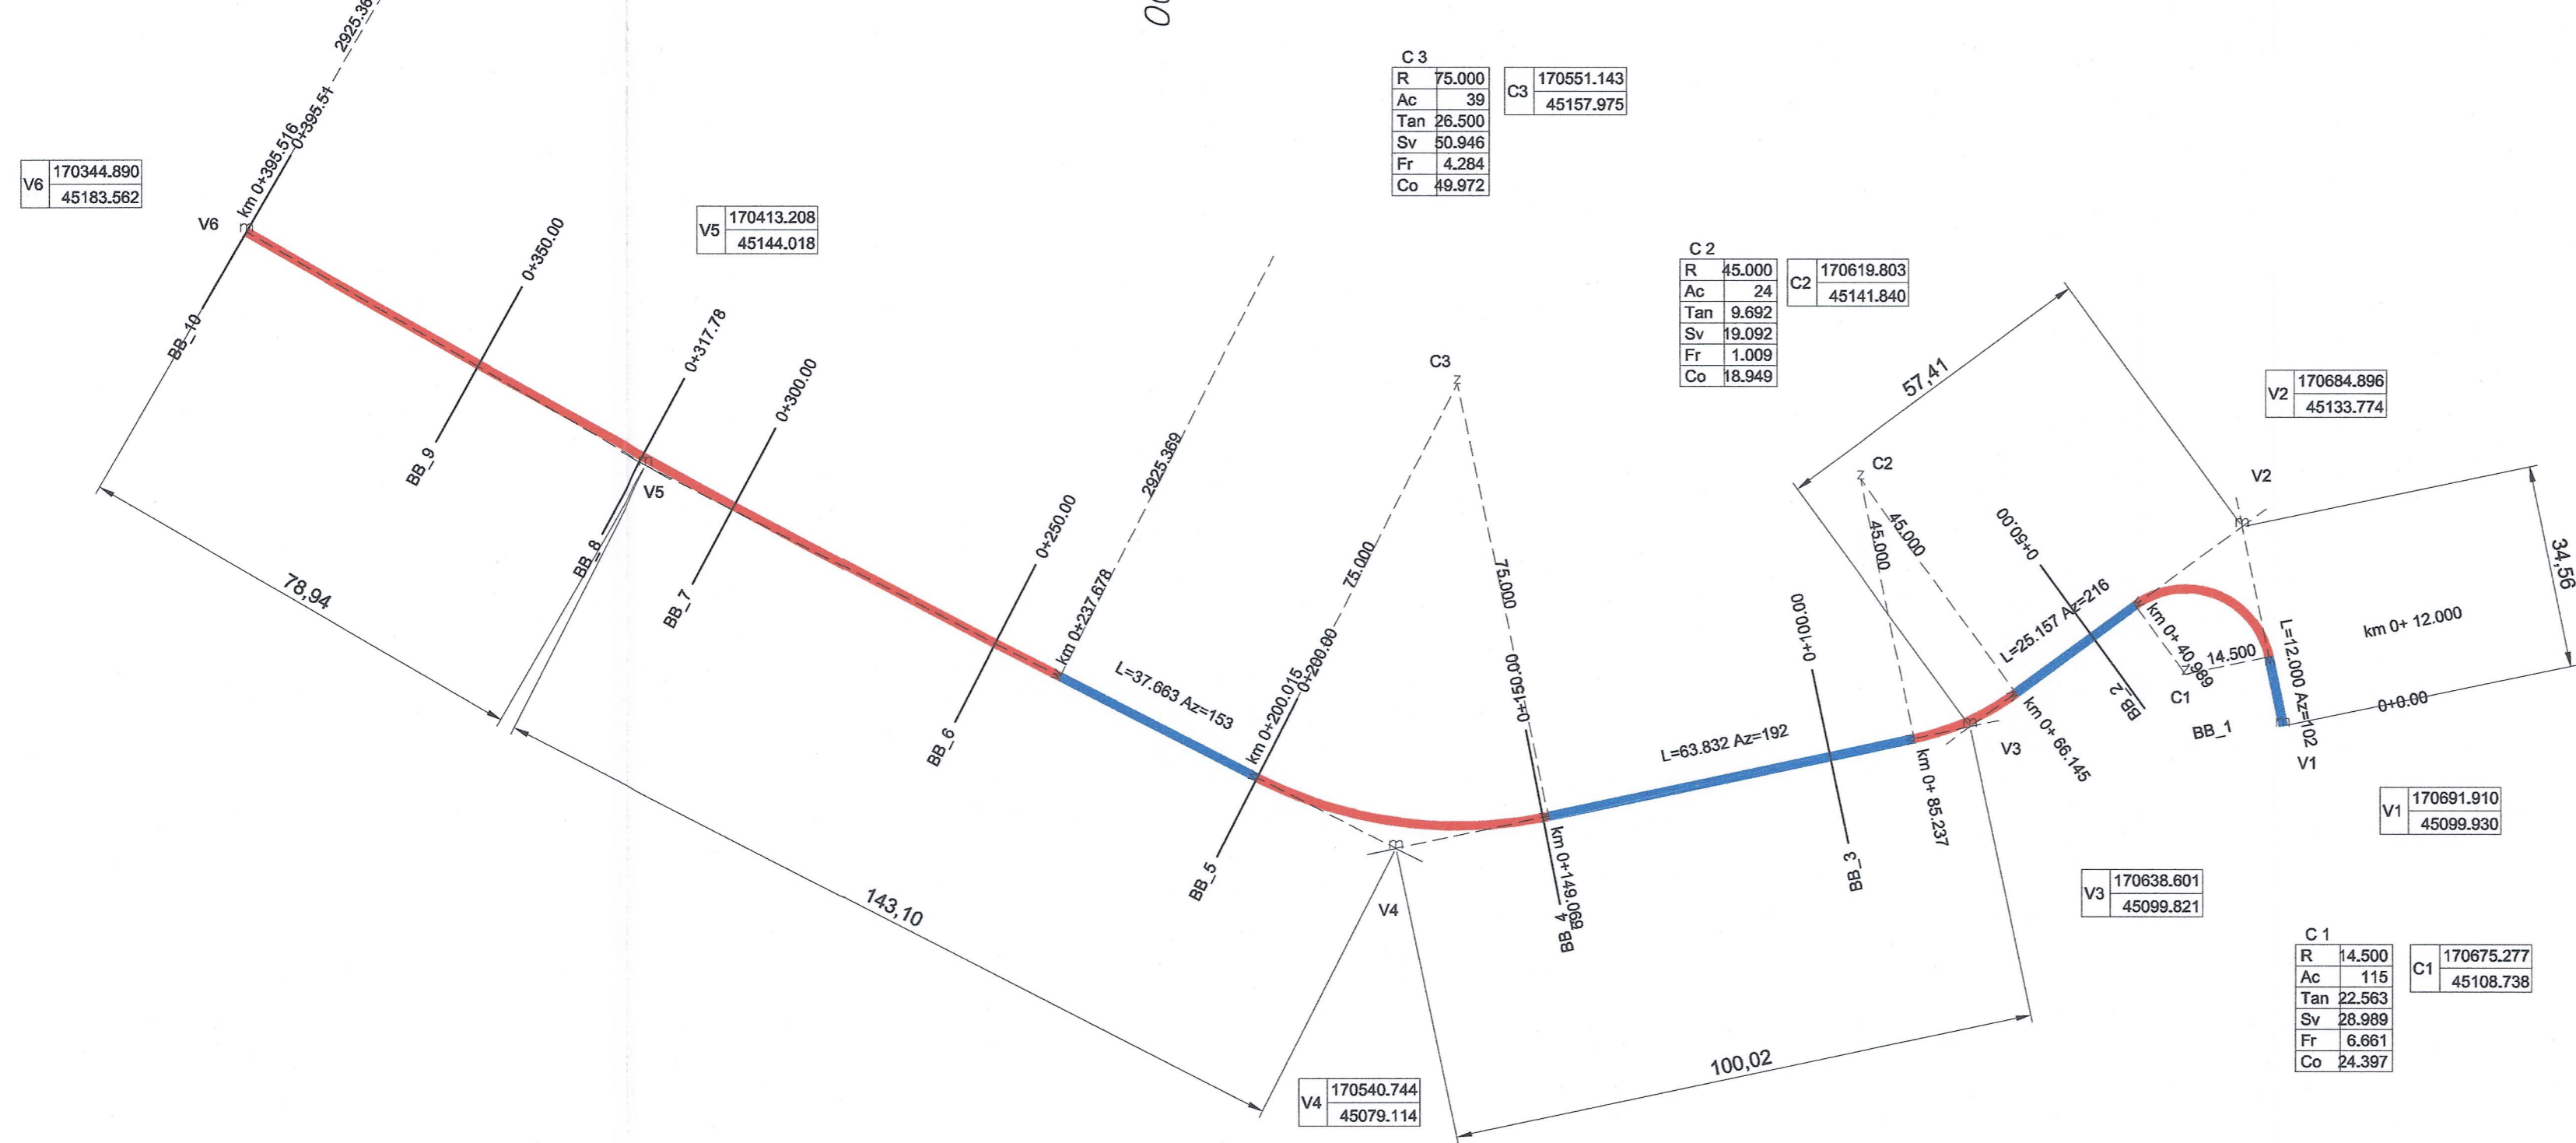 2925.36
00
km 0+395.516
0+395.51
V6
170344.890
45183.562
V6
BB_10
0+350.00
BB_9
V5
170413.208
45144.018
0+317.78
V5
BB_8
0+300.00
BB_7
78,94
0+250.00
BB_6
2925.369
km 0+237.678
L=37.663 Az=153
km 0+200.015
0+200.00
BB_5
75.000
C3
75.000
143,10
V4
V4
170540.744
45079.114
C 3
R 75.000
Ac 39
Tan 26.500
Sv 50.946
Fr 4.284
Co 49.972
C3
170551.143
45157.975
0+150.00
km 0+149.069
BB_4
L=63.832 Az=192
0+100.00
BB_3
100,02
C 2
R 45.000
Ac 24
Tan 9.692
Sv 19.092
Fr 1.009
Co 18.949
C2
170619.803
45141.840
57,41
C2
45.000
45.000
km 0+ 85.237
V3
km 0+ 66.145
0+50.00
L=25.157 Az=216
BB_2
V2
170684.896
45133.774
V2
34,56
km 0+ 40.989
14.500
C1
L=12.000 Az=102
km 0+ 12.000
0+0.00
BB_1
V1
V1
170691.910
45099.930
V3
170638.601
45099.821
C 1
R 14.500
Ac 115
Tan 22.563
Sv 28.989
Fr 6.661
Co 24.397
C1
170675.277
45108.738